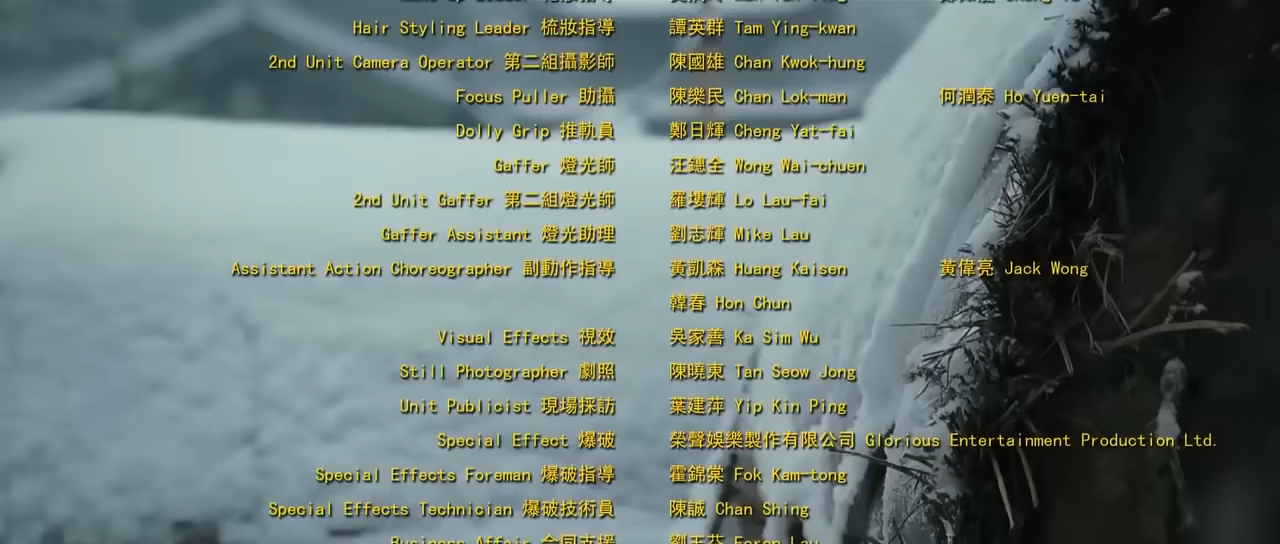 Hair Styling Leader 梳妝指導 譚英群 Tam Ying-kwan
2nd Unit Camera Operator 第二組攝影師 陳國雄 Chan Kwok-hung
Focus Puller 助攝 陳樂民 Chan Lok-man 何潤泰 Ho Yuen-tai
Dolly Grip 推軌員 鄭日輝 Cheng Yat-fai
Gaffer 燈光師 汪鏸全 Wong Wai-chuen
2nd Unit Gaffer 第二組燈光師 羅塿輝 Lo Lau-fai
Gaffer Assistant 燈光助理 劉志輝 Mike Lau
Assistant Action Choreographer 副動作指導 黃凱森 Huang Kaisen 黃偉亮 Jack Wong
韓春 Hon Chun
Visual Effects 視效 吳家善 Ka Sim Wu
Still Photographer 劇照 陳曉東 Tan Seow Jong
Unit Publicist 現場採訪 葉建萍 Yip Kin Ping
Special Effect 爆破 榮聲娛樂製作有限公司 Glorious Entertainment Production Ltd.
Special Effects Foreman 爆破指導 霍錦棠 Fok Kam-tong
Special Effects Technician 爆破技術員 陳誠 Chan Shing